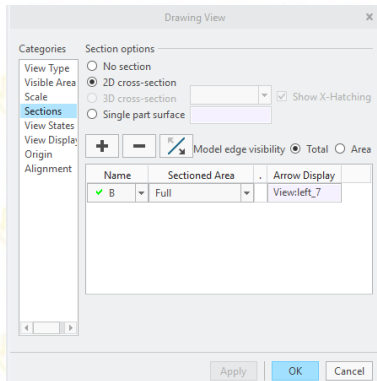 Drawing View
x
Categories
View Type
Visible Area
Scale
Sections
View States
View Display
Origin
Alignment
Section options
No section
2D cross-section
3D cross-section
Show X-Hatching
Single part surface
Model edge visibility Total Area
Name Sectioned Area . Arrow Display
B Full View:left_7
Apply OK Cancel